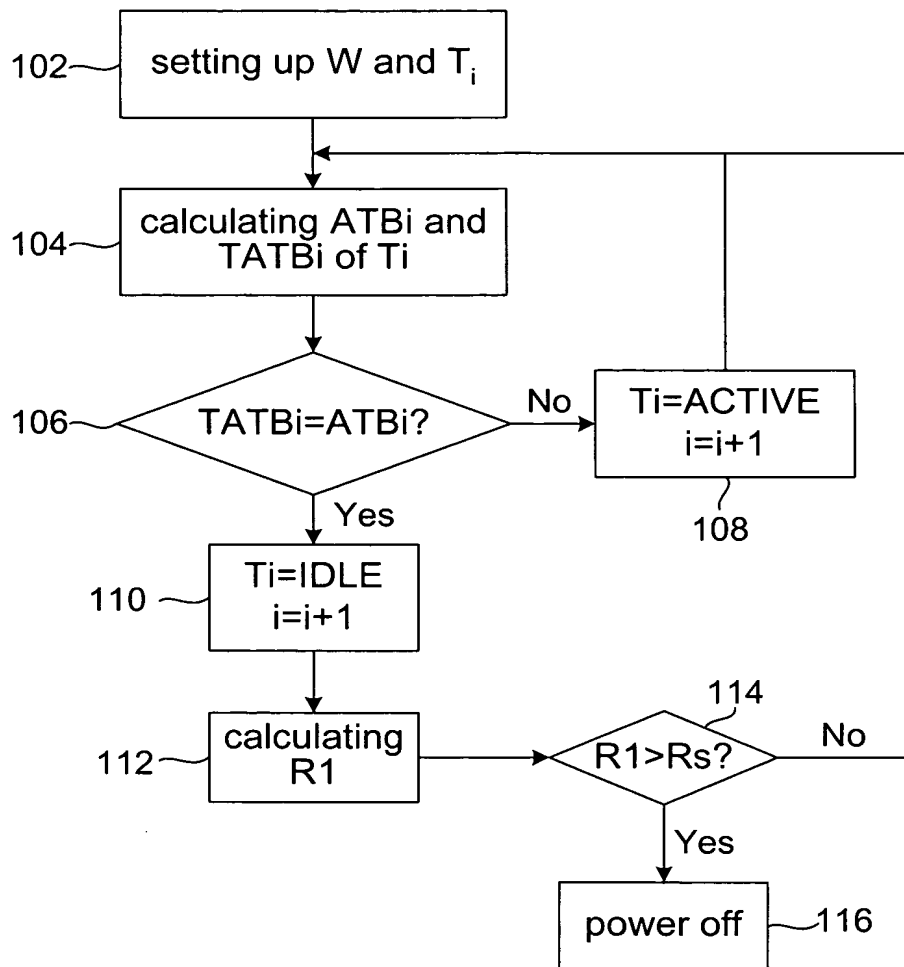 102
setting up W and Ti
104
calculating ATBi and
TATBi of Ti
106
TATBi=ATBi?
No
Ti=ACTIVE
i=i+1
108
Yes
110
Ti=IDLE
i=i+1
112
calculating
R1
114
R1>Rs?
No
Yes
power off
116